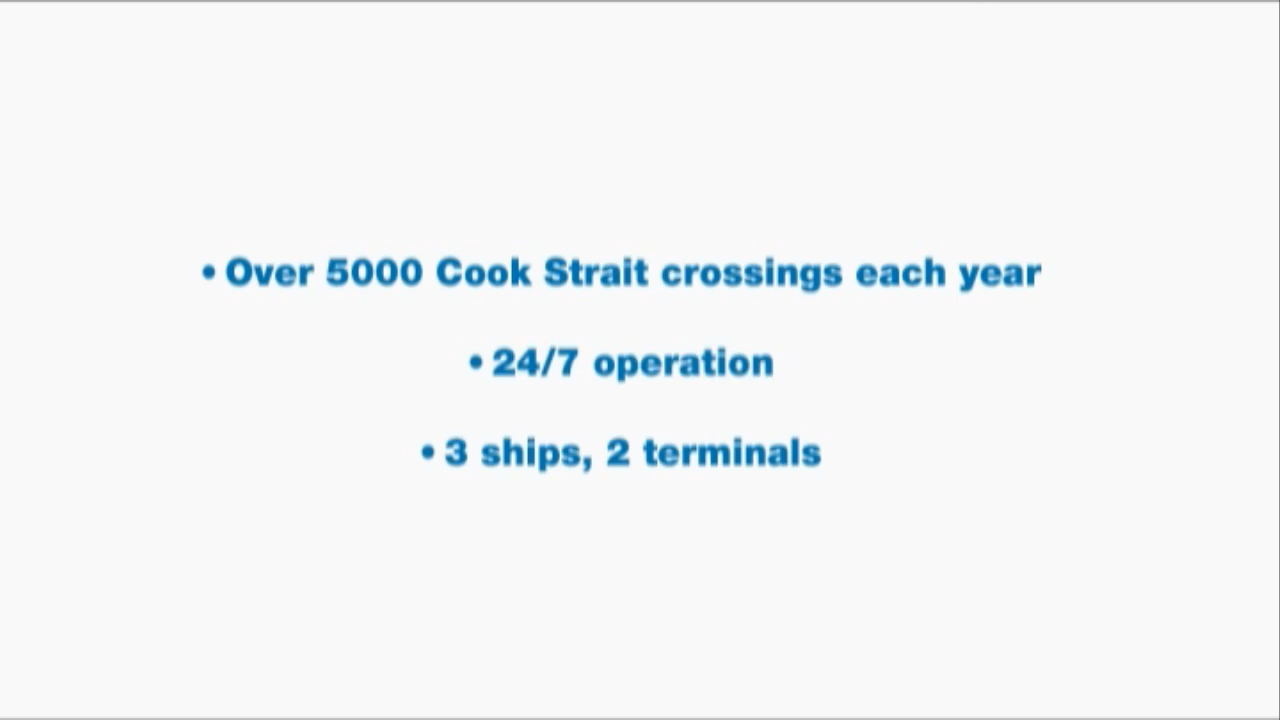 • Over 5000 Cook Strait crossings each year
• 24/7 operation
• 3 ships, 2 terminals